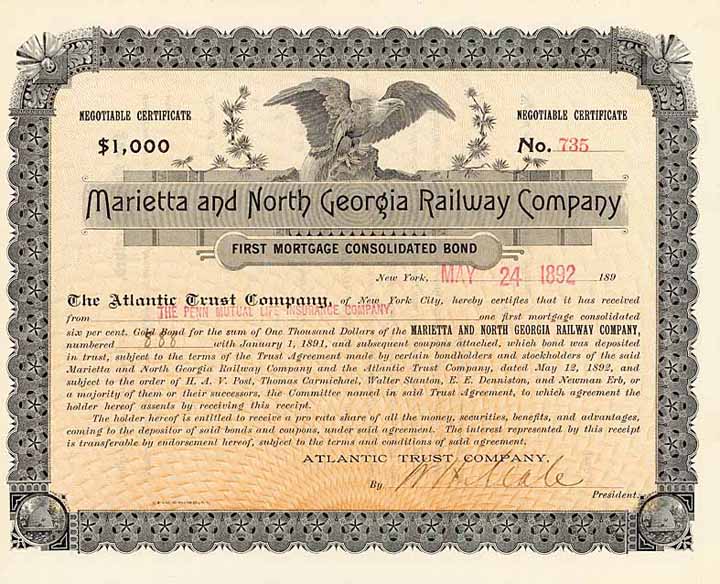 NEGOTIABLE CERTIFICATE
$1,000
NEGOTIABLE CERTIFICATE
No. 735
Marietta and North Georgia Railway Company
FIRST MORTGAGE CONSOLIDATED BOND
New York, MAY 24 1892 189
The Atlantic Trust Company, of New York City, hereby certifies that it has received
from THE PENN MUTUAL LIFE INSURANCE COMPANY, one first mortgage consolidated
six per cent. Gold Bond for the sum of One Thousand Dollars of the MARIETTA AND NORTH GEORGIA RAILWAY COMPANY,
numbered 888 with January 1, 1891, and subsequent coupons attached, which bond was deposited
in trust, subject to the terms of the Trust Agreement made by certain bondholders and stockholders of the said
Marietta and North Georgia Railway Company and the Atlantic Trust Company, dated May 12, 1892, and
subject to the order of H. A. V. Post, Thomas Carmichael, Walter Stanton, E. E. Denniston, and Newman Erb, or
a majority of them or their successors, the Committee named in said Trust Agreement, to which agreement the
holder hereof assents by receiving this receipt.
The holder hereof is entitled to receive a pro rata share of all the money, securities, benefits, and advantages,
coming to the depositor of said bonds and coupons, under said agreement. The interest represented by this receipt
is transferable by endorsement hereof, subject to the terms and conditions of said agreement.
ATLANTIC TRUST COMPANY,
By
President.